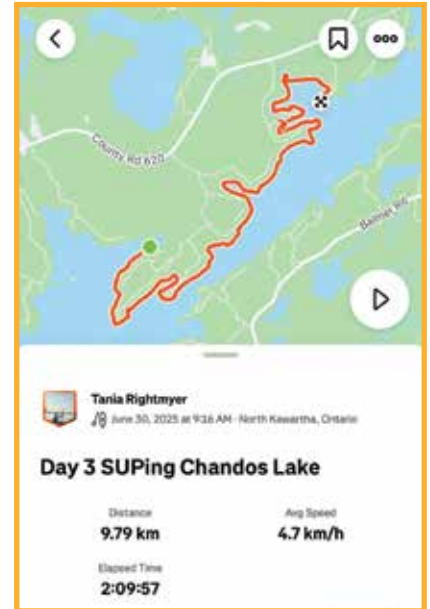 County Rd 620
Balmer Rd
Tania Rightmyer
June 30, 2025 at 9:16 AM · North Kawartha, Ontario
Day 3 SUPing Chandos Lake
Distance
Avg Speed
9.79 km
4.7 km/h
Elapsed Time
2:09:57